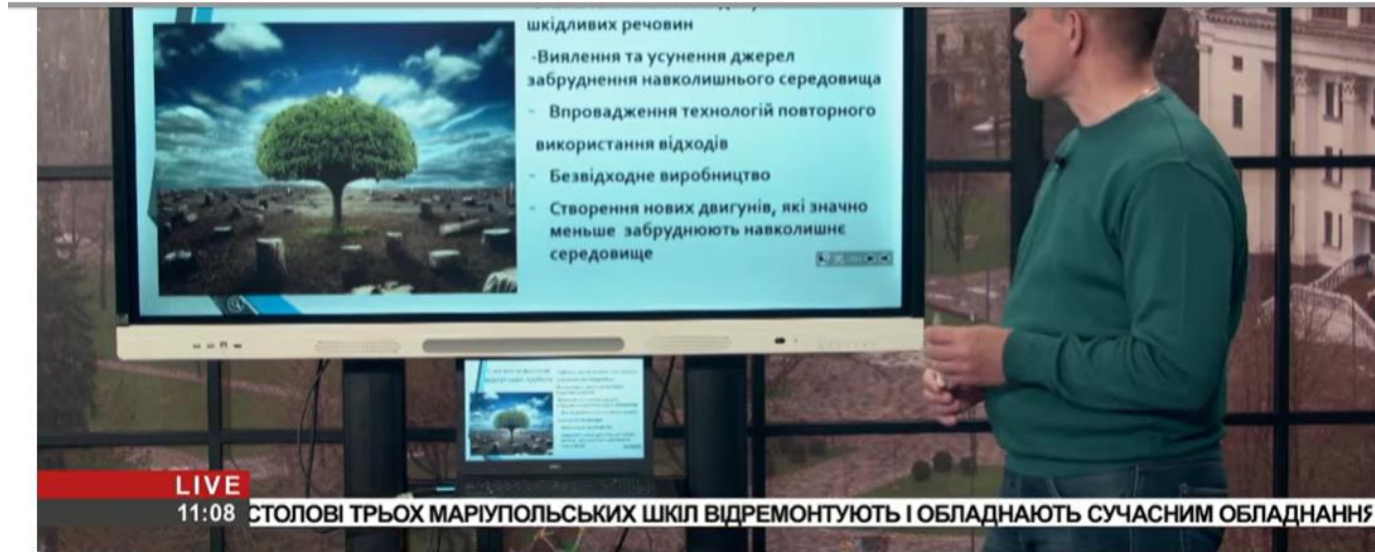 шкідливих речовин
-Виялення та усунення джерел
забруднення навколишнього середовища
- Впровадження технологій повторного
використання відходів
- Безвідходне виробництво
- Створення нових двигунів, які значно
меньше забруднюють навколишнє
середовище
LIVE
11:08 СТОЛОВІ ТРЬОХ МАРІУПОЛЬСЬКИХ ШКІЛ ВІДРЕМОНТУЮТЬ І ОБЛАДНАЮТЬ СУЧАСНИМ ОБЛАДНАННЯ